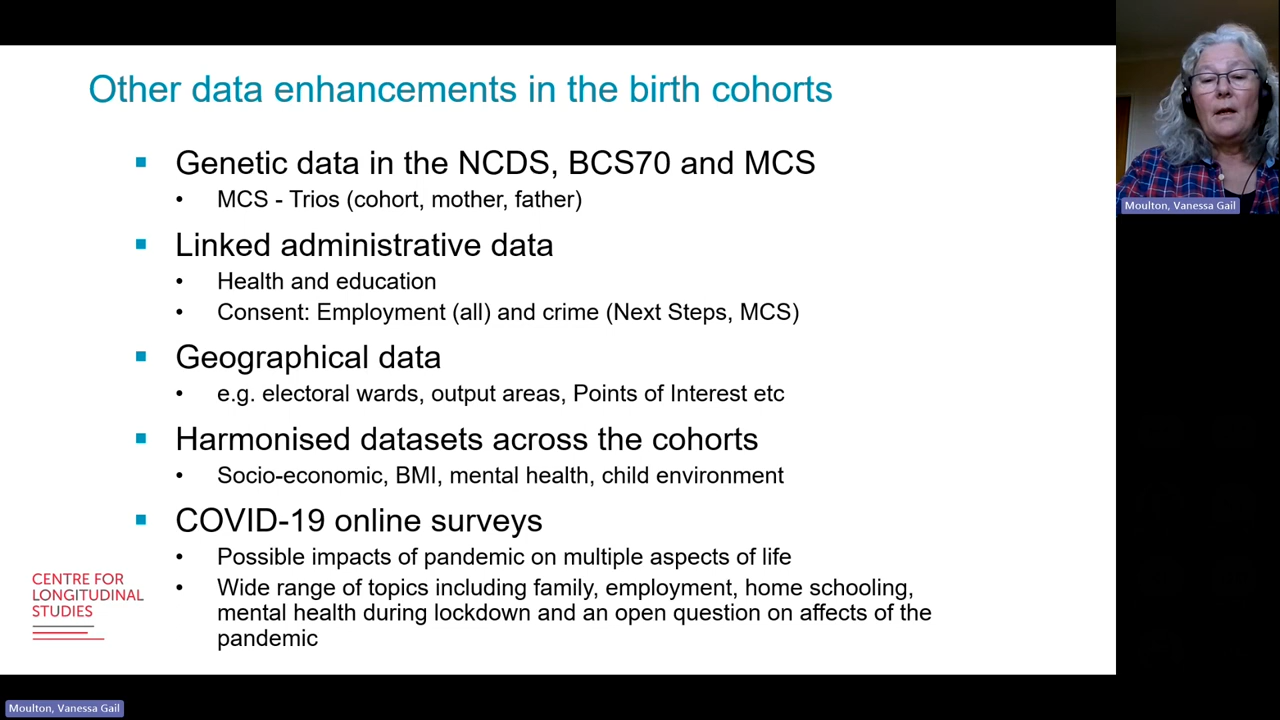 Other data enhancements in the birth cohorts
▪ Genetic data in the NCDS, BCS70 and MCS
• MCS - Trios (cohort, mother, father)
▪ Linked administrative data
• Health and education
• Consent: Employment (all) and crime (Next Steps, MCS)
▪ Geographical data
• e.g. electoral wards, output areas, Points of Interest etc
▪ Harmonised datasets across the cohorts
• Socio-economic, BMI, mental health, child environment
▪ COVID-19 online surveys
• Possible impacts of pandemic on multiple aspects of life
• Wide range of topics including family, employment, home schooling,
mental health during lockdown and an open question on affects of the
pandemic
CENTRE FOR
LONGITUDINAL
STUDIES
Moulton, Vanessa Gail
Moulton, Vanessa Gail